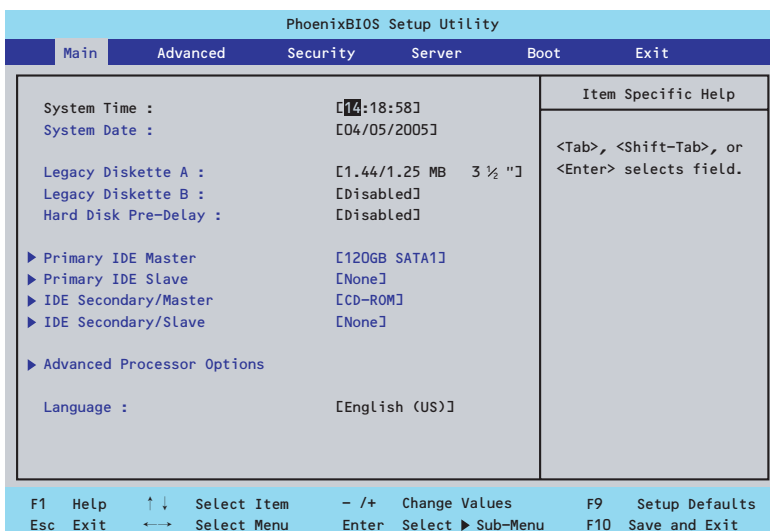 PhoenixBIOS Setup Utility
Main Advanced Security Server Boot Exit
Item Specific Help
System Time : [14:18:58]
System Date : [04/05/2005]
<Tab>, <Shift-Tab>, or
<Enter> selects field.
Legacy Diskette A : [1.44/1.25 MB 3 ½ "]
Legacy Diskette B : [Disabled]
Hard Disk Pre-Delay : [Disabled]
▶ Primary IDE Master [120GB SATA1]
▶ Primary IDE Slave [None]
▶ IDE Secondary/Master [CD-ROM]
▶ IDE Secondary/Slave [None]
▶ Advanced Processor Options
Language : [English (US)]
F1 Help ↑↓ Select Item - /+ Change Values F9 Setup Defaults
Esc Exit ←→ Select Menu Enter Select ▶ Sub-Menu F10 Save and Exit